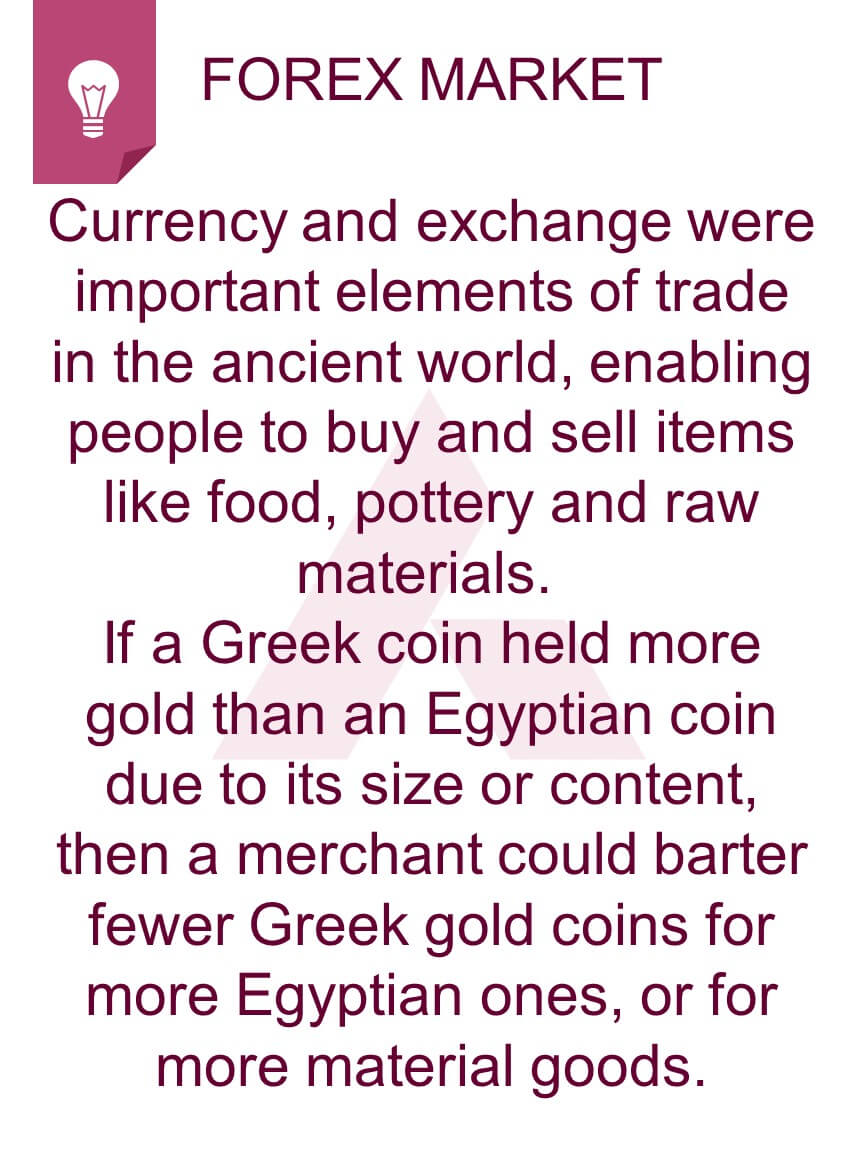 FOREX MARKET
Currency and exchange were
important elements of trade
in the ancient world, enabling
people to buy and sell items
like food, pottery and raw
materials.
If a Greek coin held more
gold than an Egyptian coin
due to its size or content,
then a merchant could barter
fewer Greek gold coins for
more Egyptian ones, or for
more material goods.